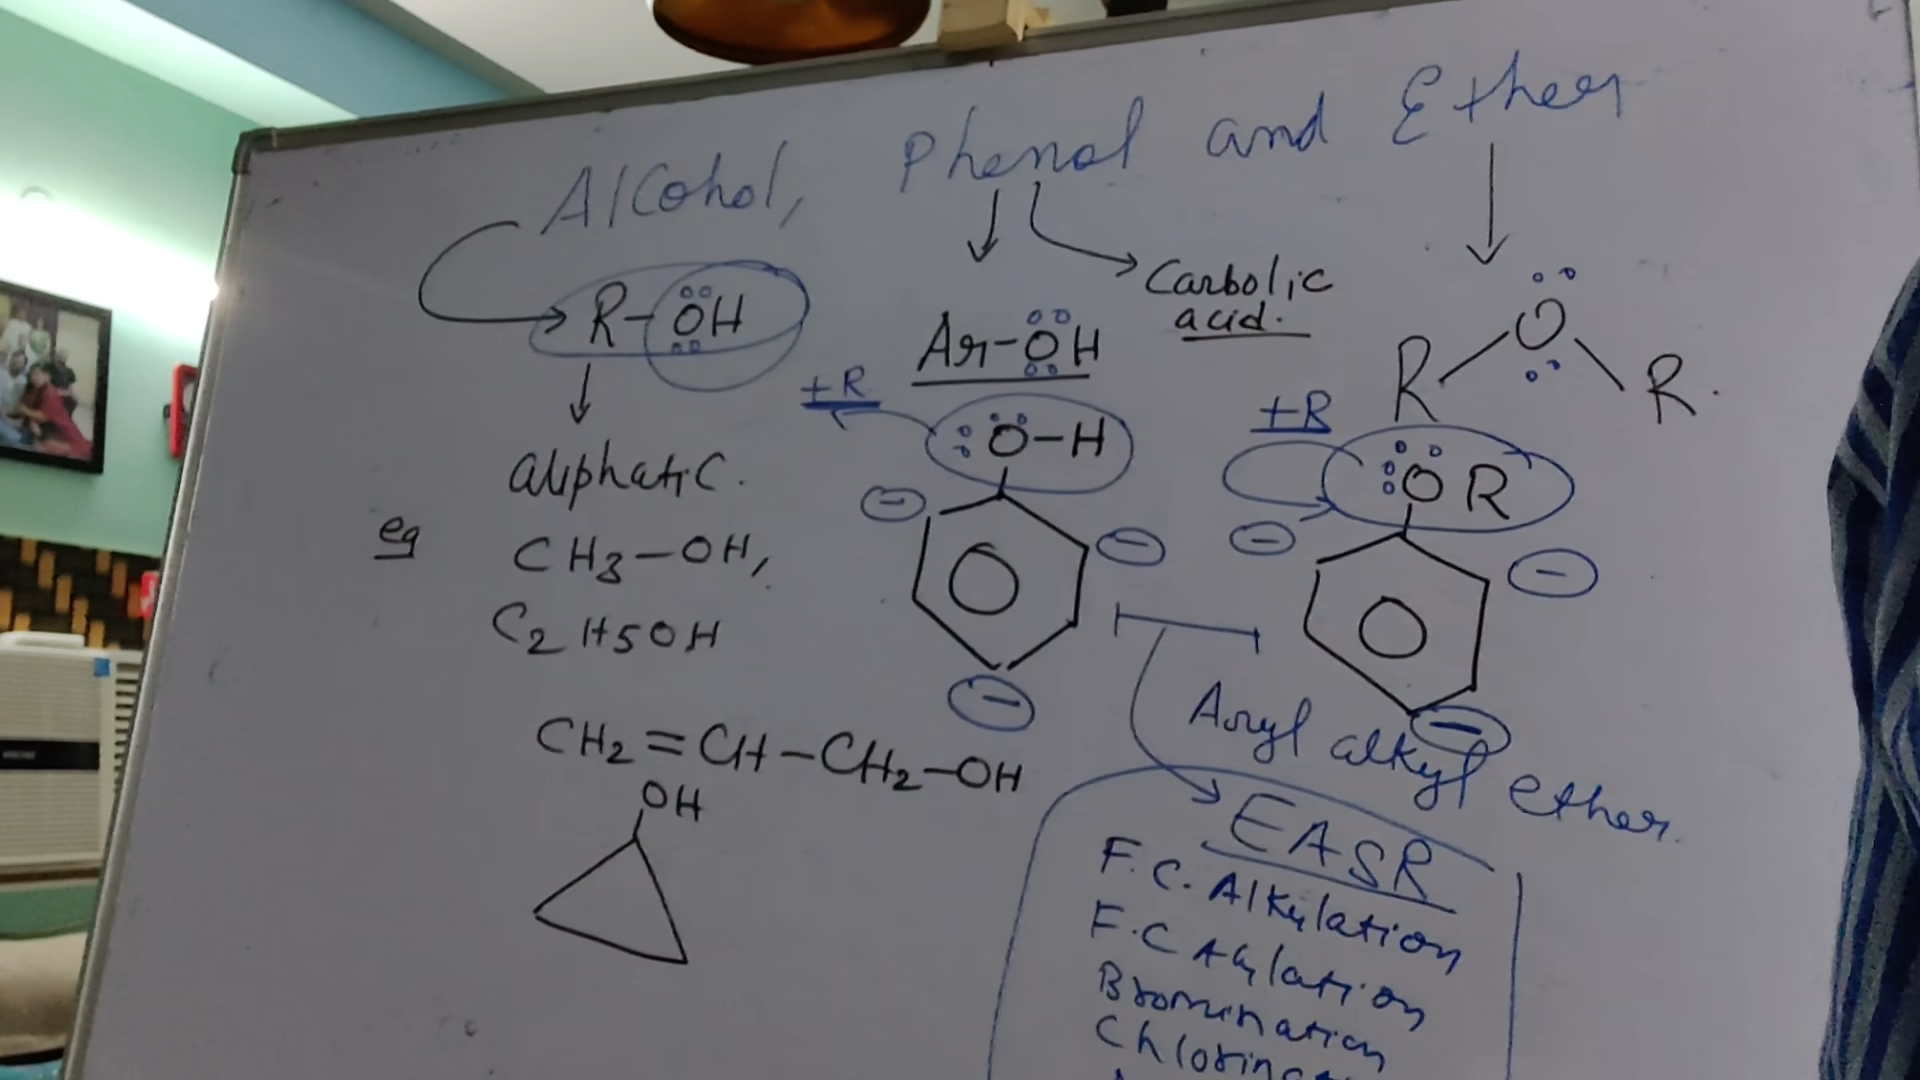 Alcohol, Phenol and Ether
R-OH
Carbolic
acid.
Ar-OH
R O R.
+R
O-H
+R
OR
aliphatic.
eg
CH3-OH,
C2H5OH
Aryl alkyl ether.
CH2=CH-CH2-OH
OH
EASR
F.C. Alkylation
F.C Acylation
Bromination